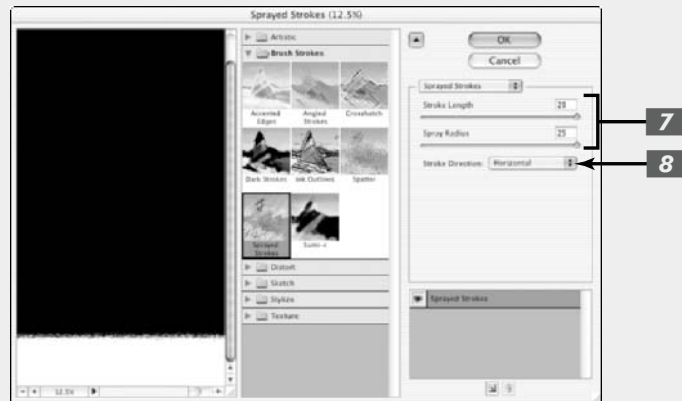 Sprayed Strokes (12.5%)
Artistic
Brush Strokes
Accented Edges
Angled Strokes
Crosshatch
Dark Strokes
Ink Outlines
Spatter
Sprayed Strokes
Sumi-e
Distort
Sketch
Stylize
Texture
12.5%
OK
Cancel
Sprayed Strokes
Stroke Length 20
Spray Radius 25
7
Stroke Direction: Horizontal
8
Sprayed Strokes